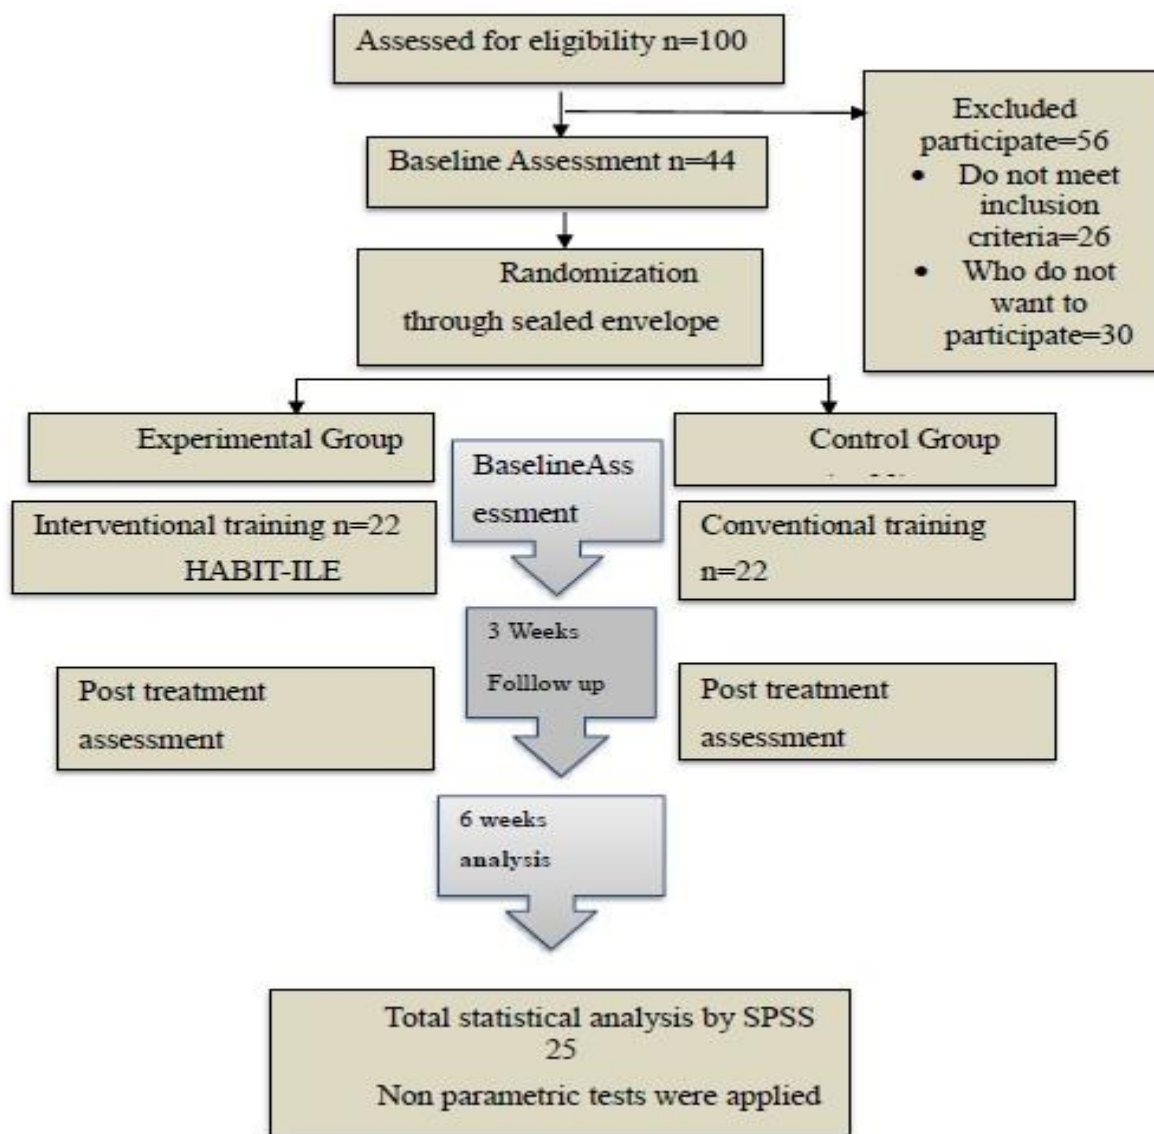 Assessed for eligibility n=100
Excluded
participate=56
• Do not meet
inclusion
criteria=26
• Who do not
want to
participate=30
Baseline Assessment n=44
Randomization
through sealed envelope
Experimental Group
Control Group
BaselineAss
essment
Interventional training n=22
HABIT-ILE
Conventional training
n=22
3 Weeks
Folllow up
Post treatment
assessment
Post treatment
assessment
6 weeks
analysis
Total statistical analysis by SPSS
25
Non parametric tests were applied